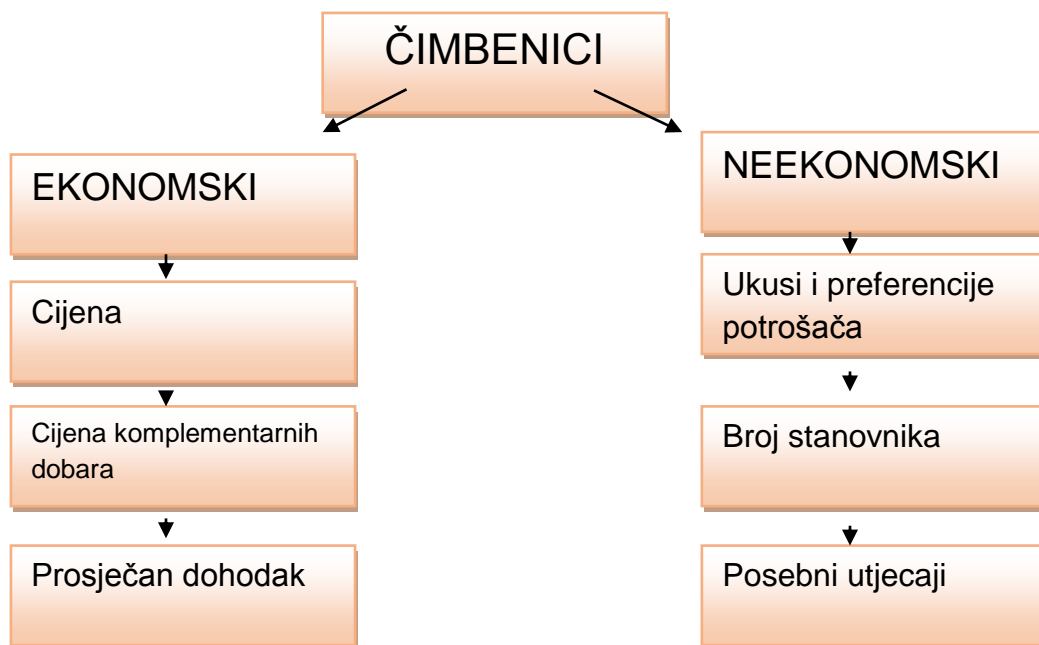 ČIMBENICI
EKONOMSKI
Cijena
Cijena komplementarnih
dobara
Prosječan dohodak
NEEKONOMSKI
Ukusi i preferencije
potrošača
Broj stanovnika
Posebni utjecaji